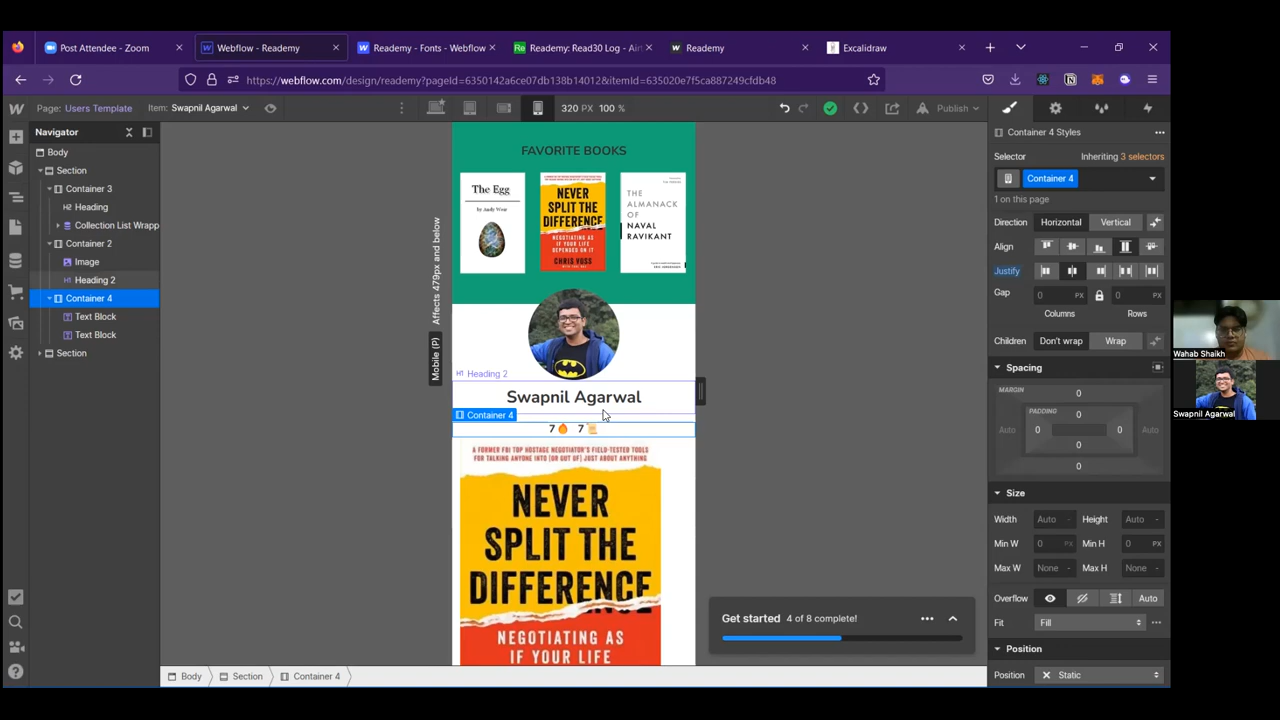 Post Attendee - Zoom
Webflow - Reademy
Reademy - Fonts - Webflow
Reademy: Read30 Log - Airt
Reademy
Excalidraw
https://webflow.com/design/reademy?pageId=6350142a6ce07db138b14012&itemId=635020e7f5ca887249cfdb48
Page: Users Template
Item: Swapnil Agarwal
320 PX 100 %
Publish
Navigator
Body
Section
Container 3
Heading
Collection List Wrapp
Container 2
Image
Heading 2
Container 4
Text Block
Text Block
Section
Affects 479px and below
Mobile (P)
FAVORITE BOOKS
The Egg
by Andy Weir
NEVER
SPLIT THE
DIFFERENCE
NEGOTIATING AS
IF YOUR LIFE
DEPENDED ON IT
CHRIS VOSS
THE
ALMANACK
OF
NAVAL
RAVIKANT
H1 Heading 2
Swapnil Agarwal
Container 4
7🔥 7📜
A FORMER FBI TOP HOSTAGE NEGOTIATOR'S FIELD-TESTED TOOLS
FOR TALKING ANYONE INTO (OR OUT OF) JUST ABOUT ANYTHING
NEVER
SPLIT THE
DIFFERENCE
NEGOTIATING AS
IF YOUR LIFE
Get started 4 of 8 complete!
Body
Section
Container 4
Container 4 Styles
Selector
Inheriting 3 selectors
Container 4
1 on this page
Direction Horizontal Vertical
Align
Justify
Gap 0 PX 0 PX
Columns Rows
Children Don't wrap Wrap
Spacing
MARGIN
0
PADDING
0
Auto 0 0 Auto
0
0
Size
Width Auto - Height Auto -
Min W 0 PX Min H 0 PX
Max W None - Max H None -
Overflow Auto
Fit Fill
Position
Position Static
Wahab Shaikh
Swapnil Agarwal